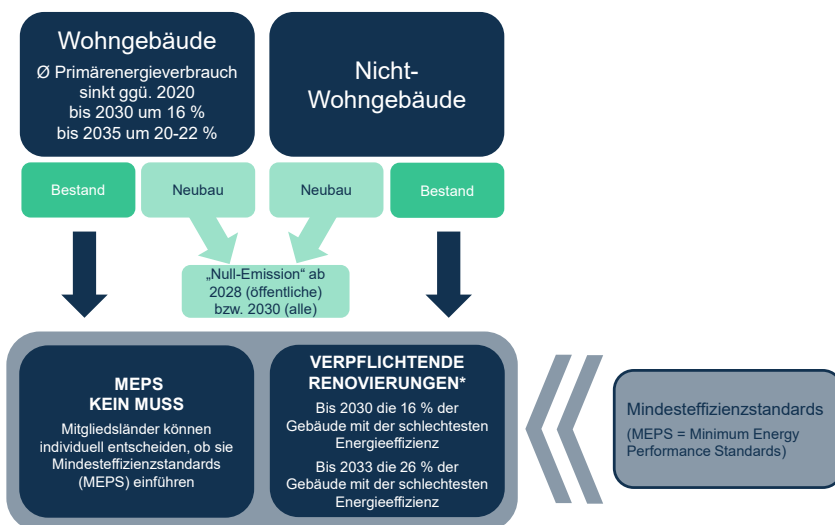 Wohngebäude
Ø Primärenergieverbrauch
sinkt ggü. 2020
bis 2030 um 16 %
bis 2035 um 20-22 %
Nicht-
Wohngebäude
Bestand
Neubau
Neubau
Bestand
„Null-Emission“ ab
2028 (öffentliche)
bzw. 2030 (alle)
MEPS
KEIN MUSS
Mitgliedsländer können
individuell entscheiden, ob sie
Mindesteffizienzstandards
(MEPS) einführen
VERPFLICHTENDE
RENOVIERUNGEN*
Bis 2030 die 16 % der
Gebäude mit der schlechtesten
Energieeffizienz
Bis 2033 die 26 % der
Gebäude mit der schlechtesten
Energieeffizienz
Mindesteffizienzstandards
(MEPS = Minimum Energy
Performance Standards)